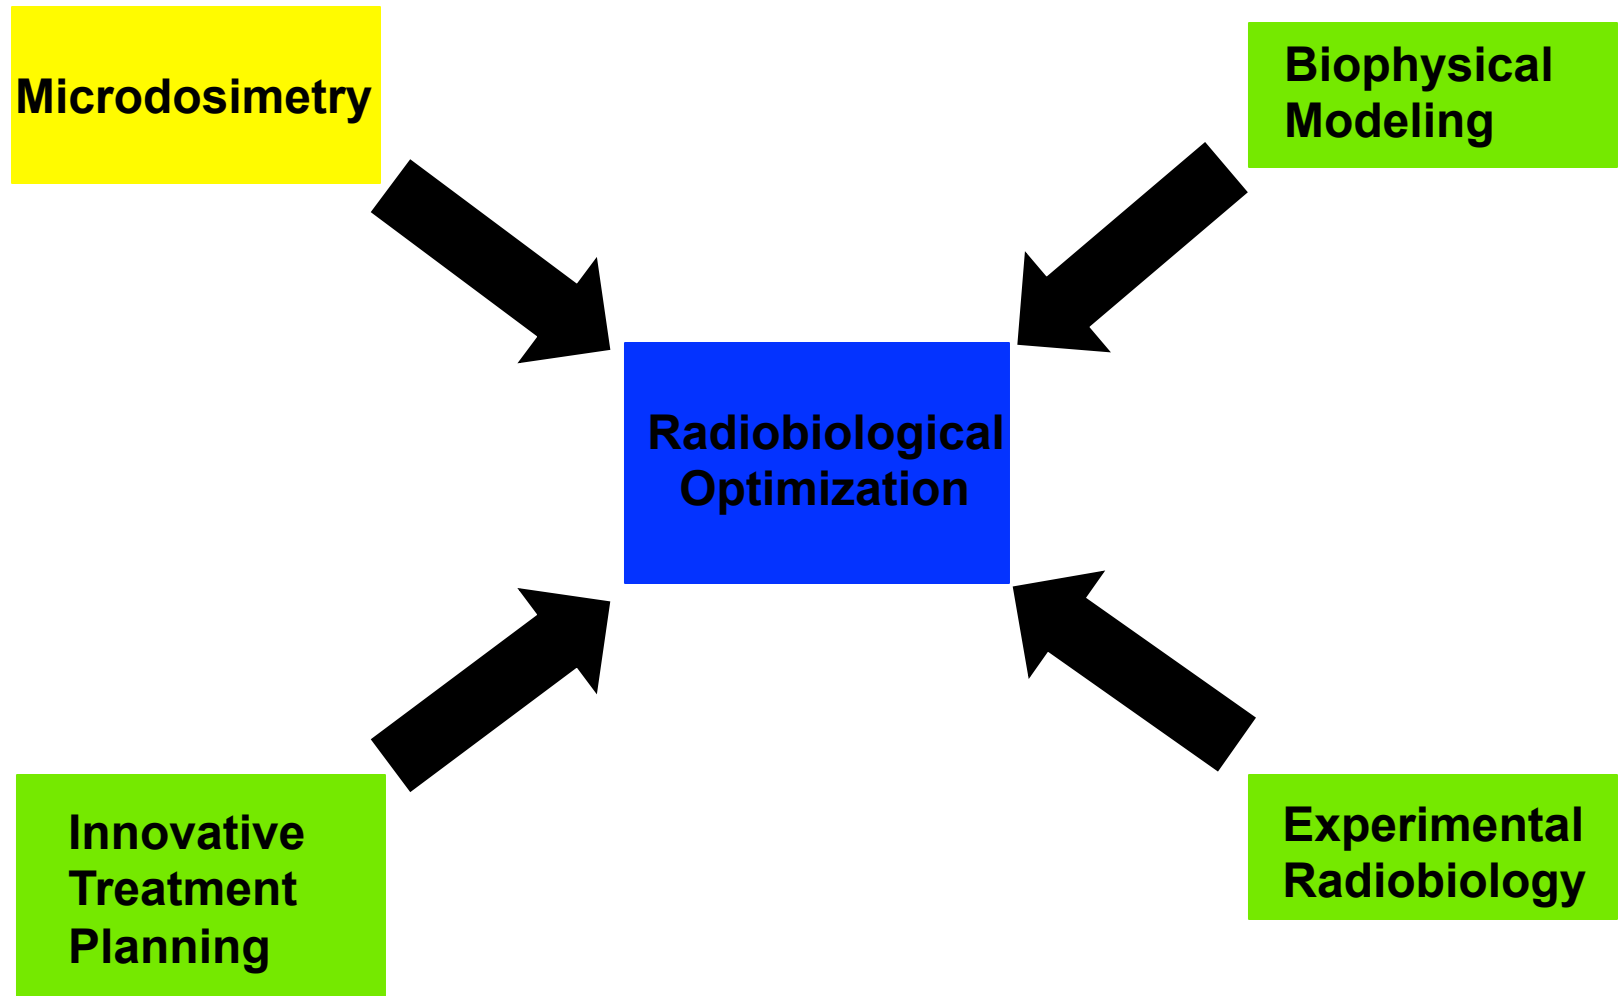 Microdosimetry
Biophysical
Modeling
Radiobiological
Optimization
Innovative
Treatment
Planning
Experimental
Radiobiology